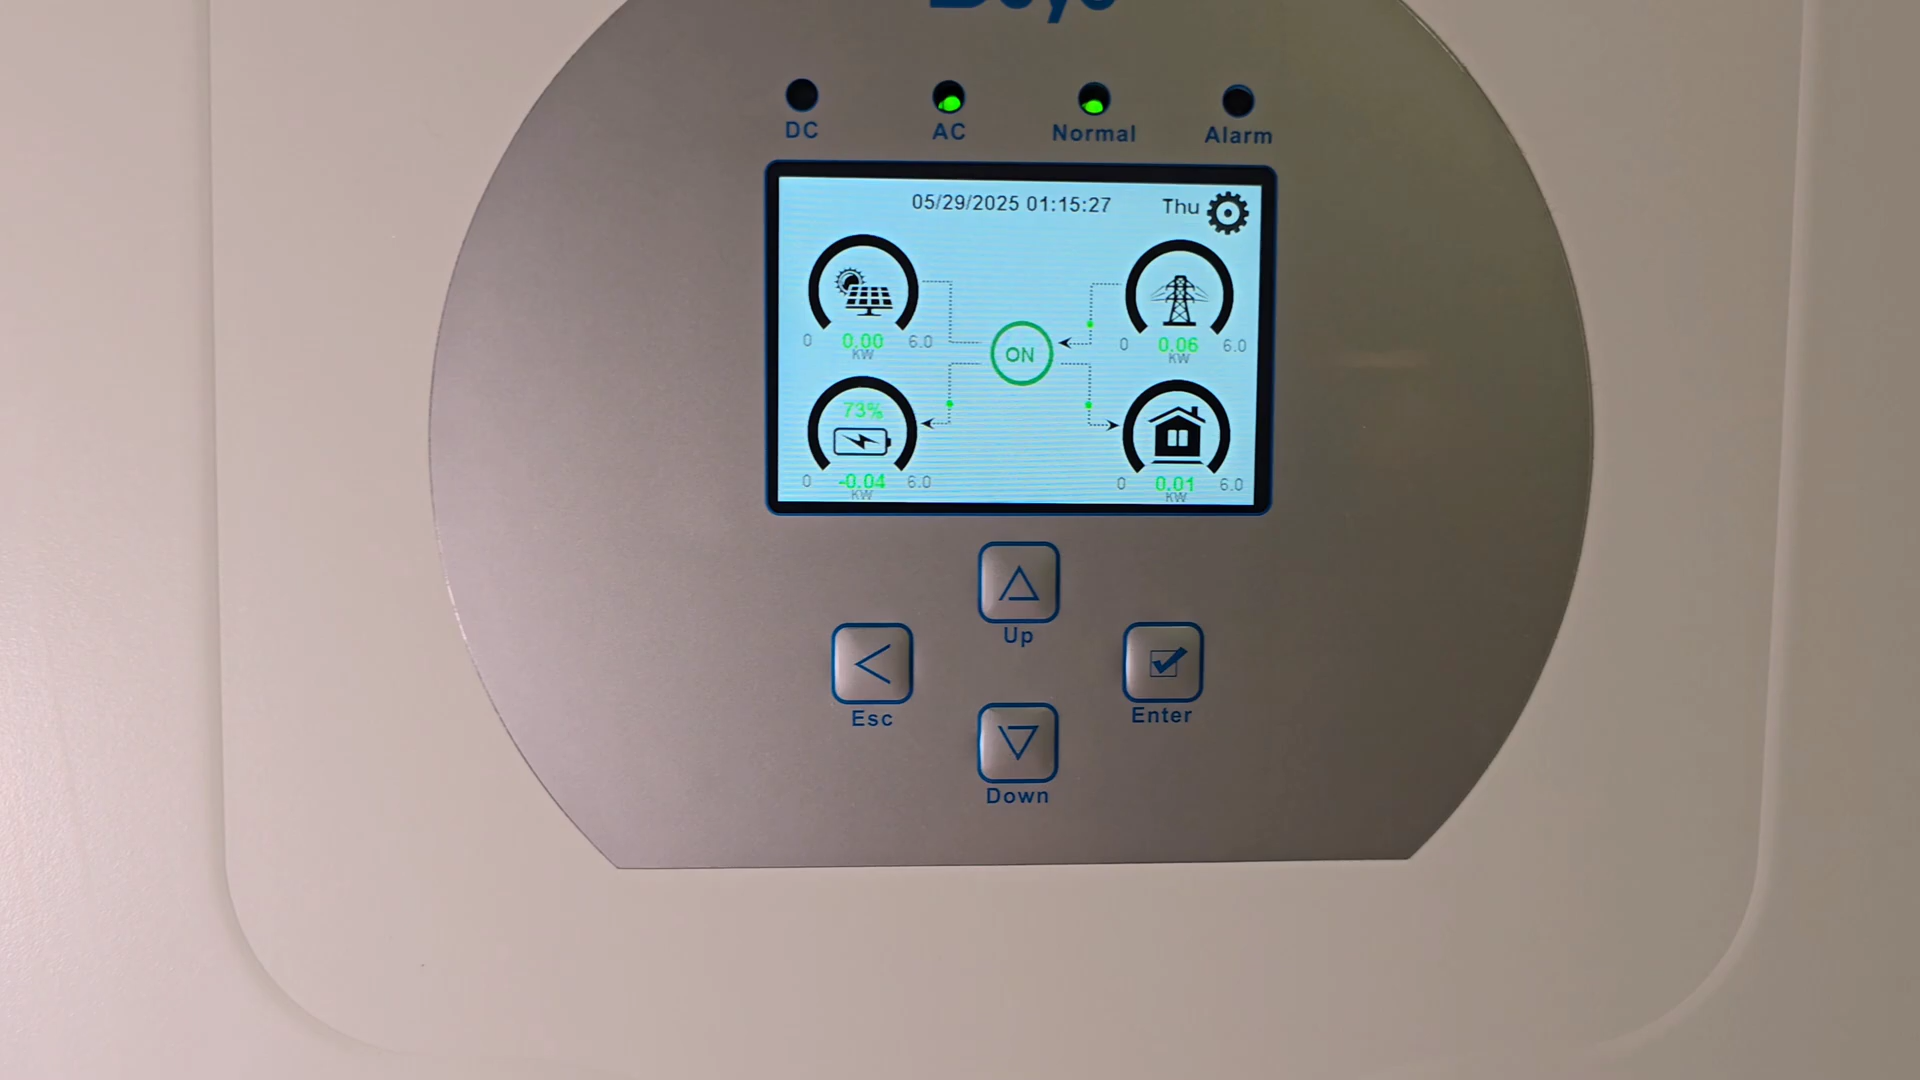 Deye
DC
AC
Normal
Alarm
05/29/2025 01:15:27
Thu
0
0.00
6.0
KW
0
0.06
6.0
KW
ON
73%
0
-0.04
6.0
KW
0
0.01
6.0
KW
Up
Esc
Enter
Down